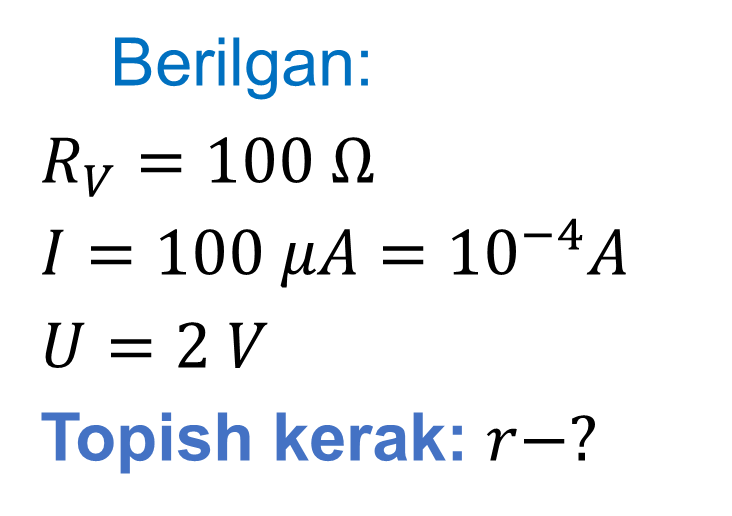 Berilgan:
R_V = 100 Ω
I = 100 μA = 10⁻⁴ A
U = 2 V
Topish kerak: r−?